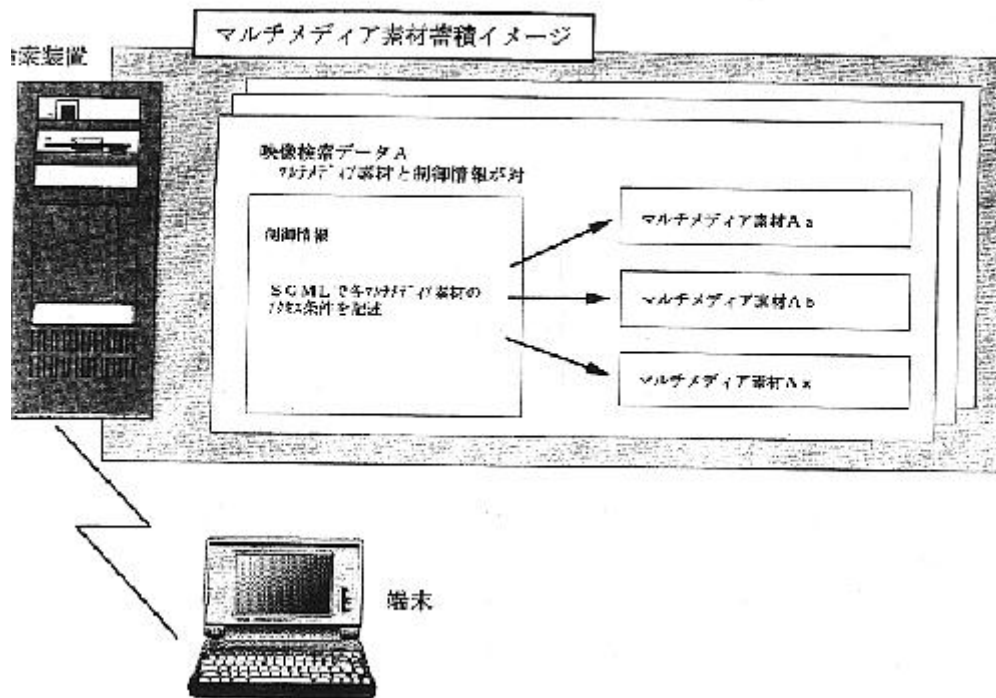 マルチメディア素材蓄積イメージ
索装置
映像検索データA
マルチメディア素材と制御情報が対
制御情報
SGMLで各マルチメディア素材の
アクセス条件を記述
マルチメディア素材Aa
マルチメディア素材Ab
マルチメディア素材Ax
端末